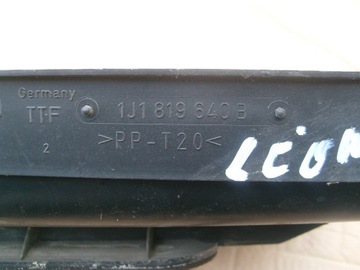 Germany
TTF
1J1 819 640 B
2
>PP-T20<
LEON